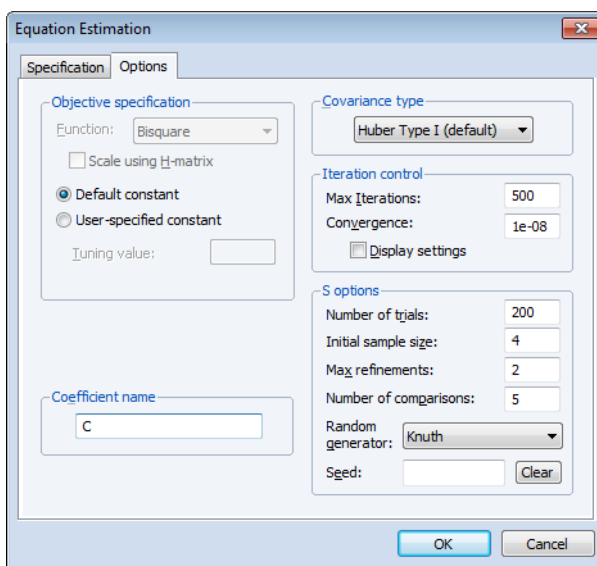 Equation Estimation
Specification
Options
Objective specification
Function:
Bisquare
Scale using H-matrix
Default constant
User-specified constant
Tuning value:
Coefficient name
C
Covariance type
Huber Type I (default)
Iteration control
Max Iterations:
500
Convergence:
1e-08
Display settings
S options
Number of trials:
200
Initial sample size:
4
Max refinements:
2
Number of comparisons:
5
Random
generator:
Knuth
Seed:
Clear
OK
Cancel